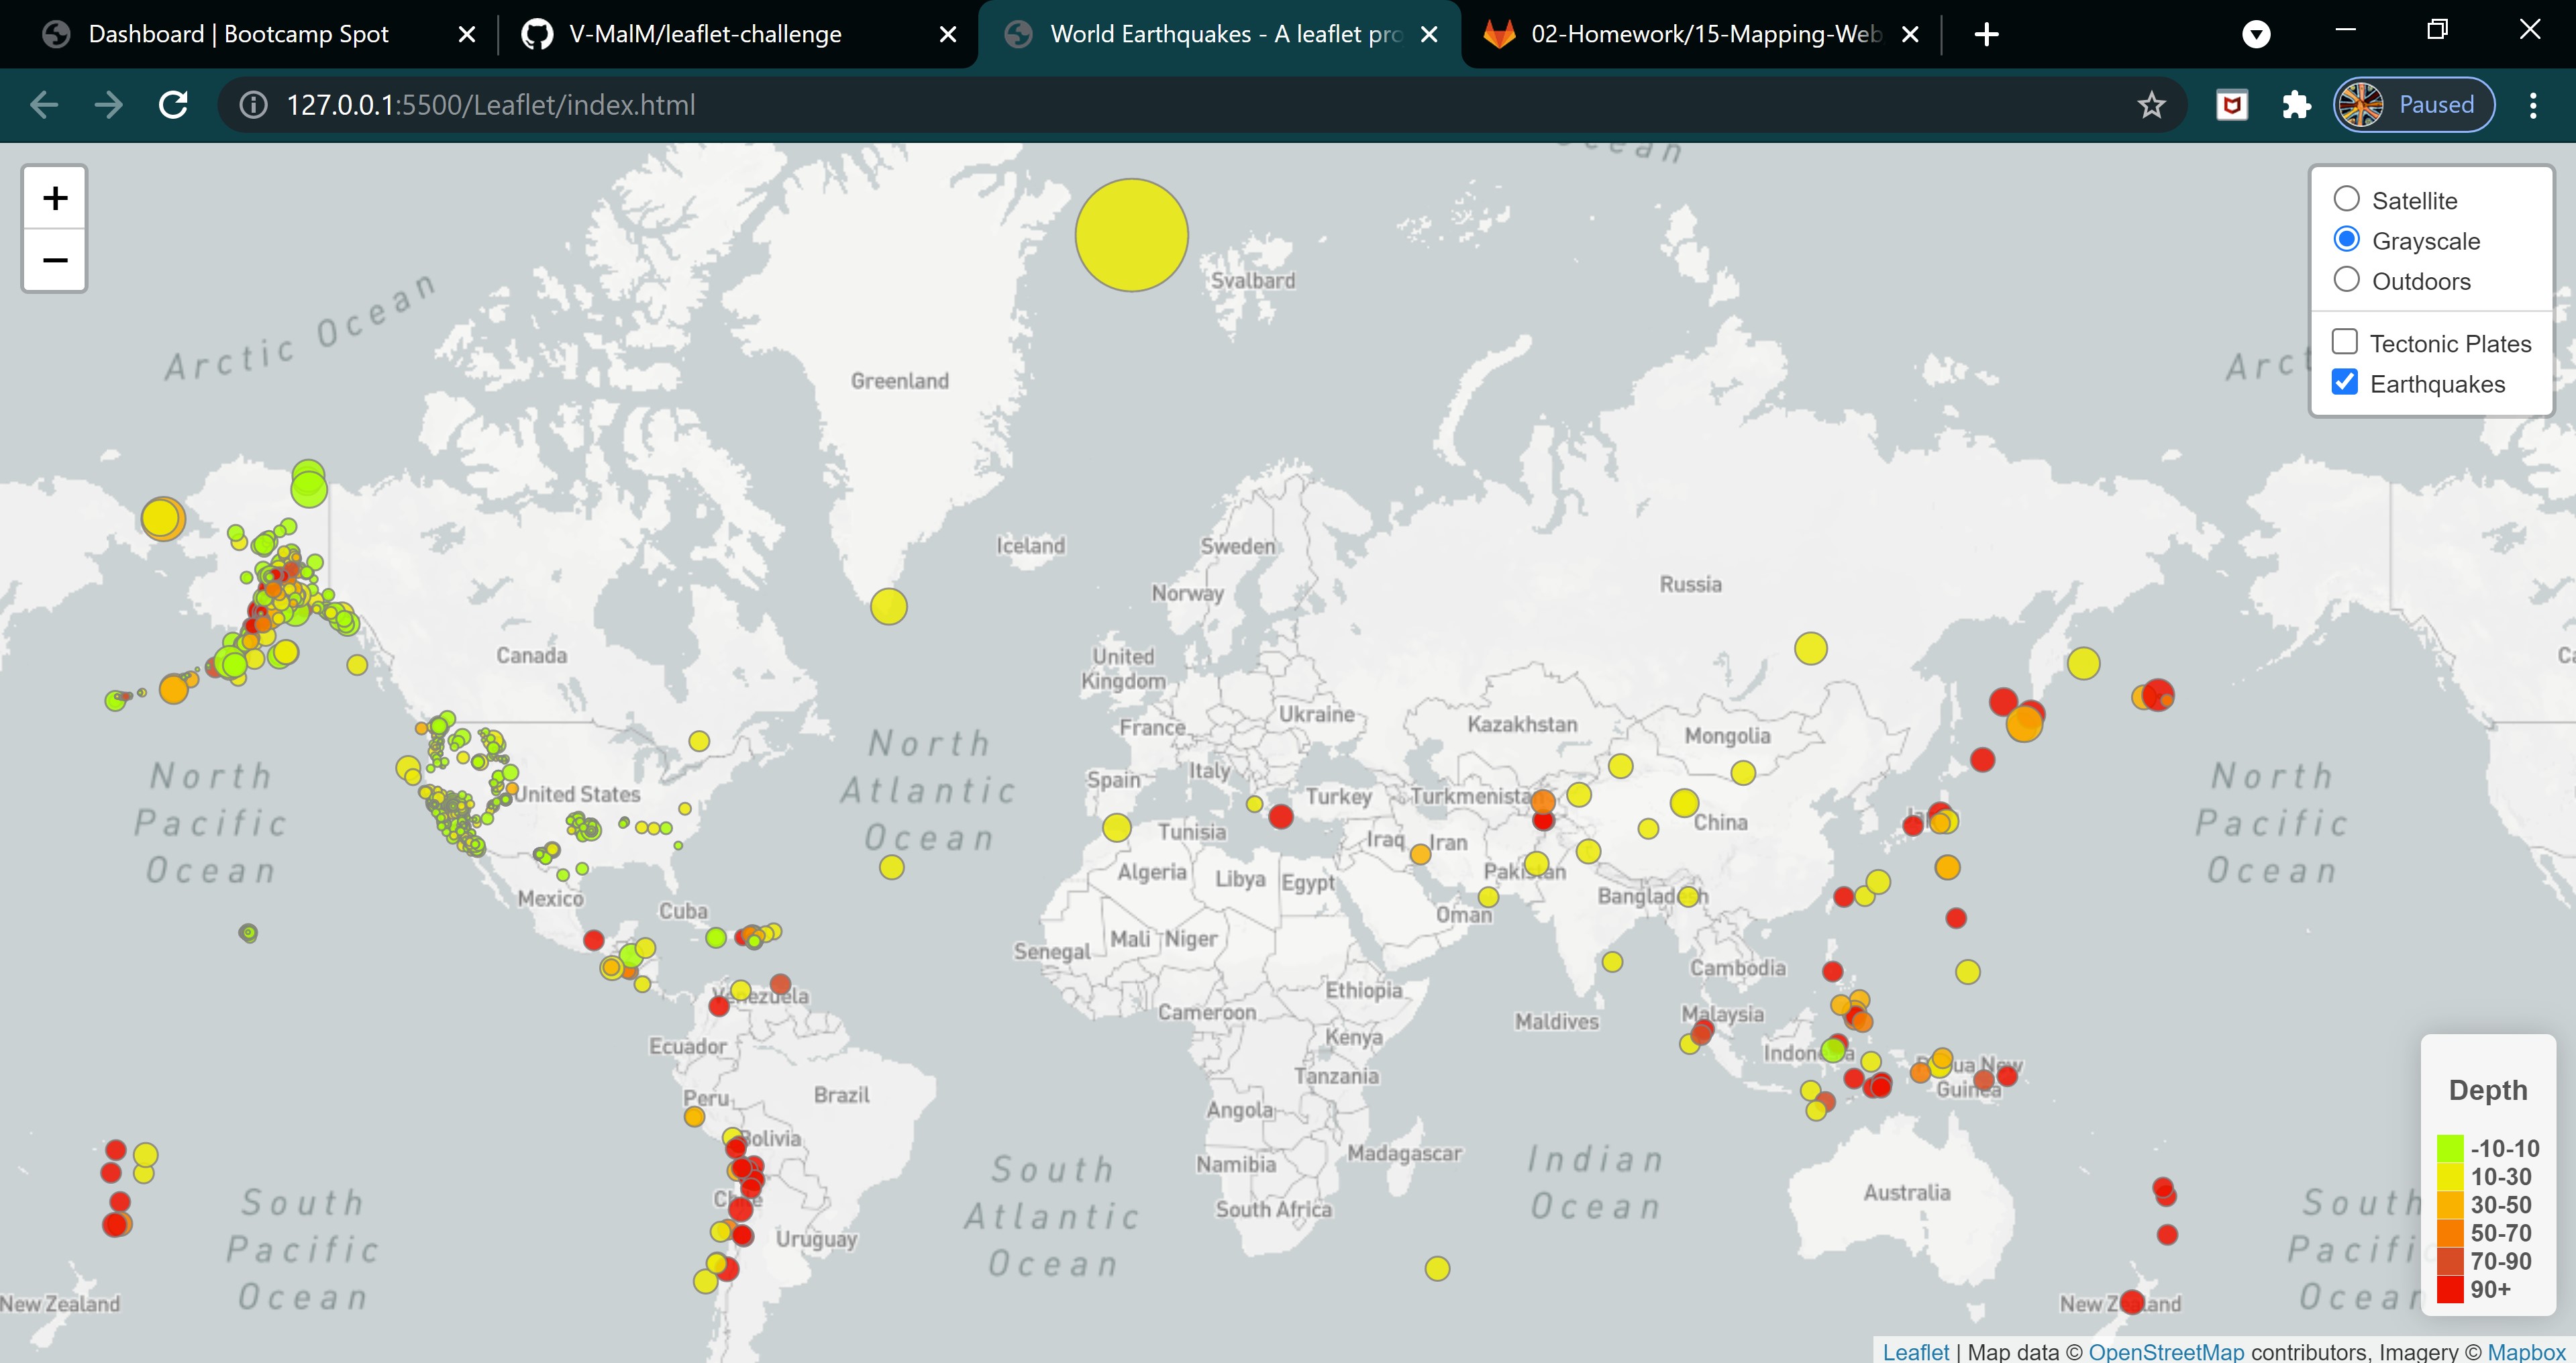 Dashboard | Bootcamp Spot
V-MalM/leaflet-challenge
World Earthquakes - A leaflet pro
02-Homework/15-Mapping-Web
127.0.0.1:5500/Leaflet/index.html
Paused
+
−
Satellite
Grayscale
Outdoors
Tectonic Plates
Earthquakes
Ocean
Arctic Ocean
Svalbard
Greenland
Arct
Iceland
Sweden
Norway
Russia
Canada
United
Kingdom
France
Ukraine
Kazakhstan
Mongolia
Ca
North
Pacific
Ocean
North
Atlantic
Ocean
North
Pacific
Ocean
Spain
Italy
Turkey
Turkmenista
United States
Tunisia
China
Iraq
Iran
Algeria
Libya
Egypt
Pakistan
Mexico
Cuba
Bangladesh
Oman
Senegal
Mali
Niger
Cambodia
Venezuela
Ethiopia
Cameroon
Maldives
Malaysia
Ecuador
Kenya
Indonesia
Papua New
Guinea
Tanzania
Brazil
Peru
Angola
Bolivia
Madagascar
Namibia
Chile
South Africa
Uruguay
Australia
South
Pacific
Ocean
South
Atlantic
Ocean
Indian
Ocean
South
Pacific
Ocean
New Zealand
New Zealand
Depth
-10-10
10-30
30-50
50-70
70-90
90+
Leaflet | Map data © OpenStreetMap contributors, Imagery © Mapbox